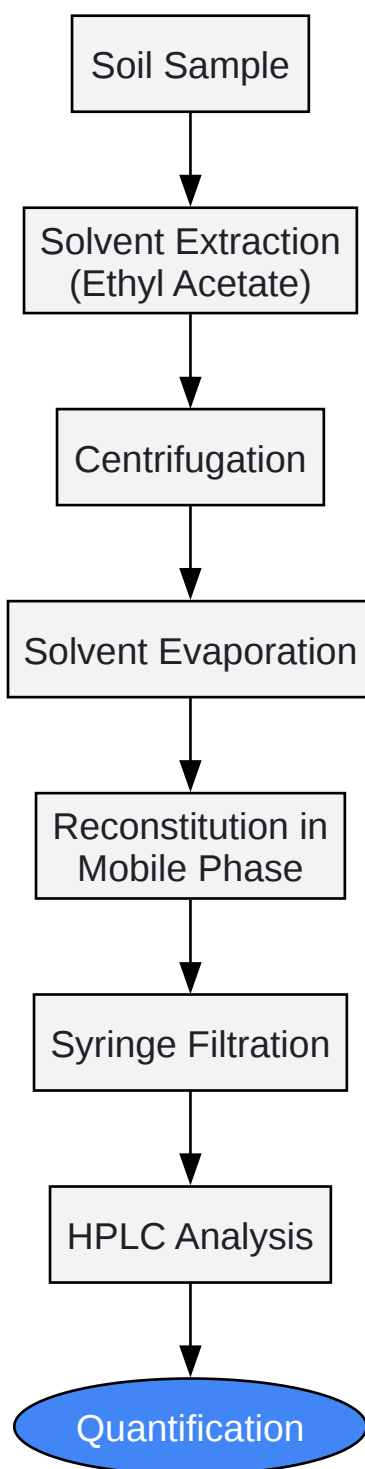 Soil Sample
Solvent Extraction
(Ethyl Acetate)
Centrifugation
Solvent Evaporation
Reconstitution in
Mobile Phase
Syringe Filtration
HPLC Analysis
Quantification